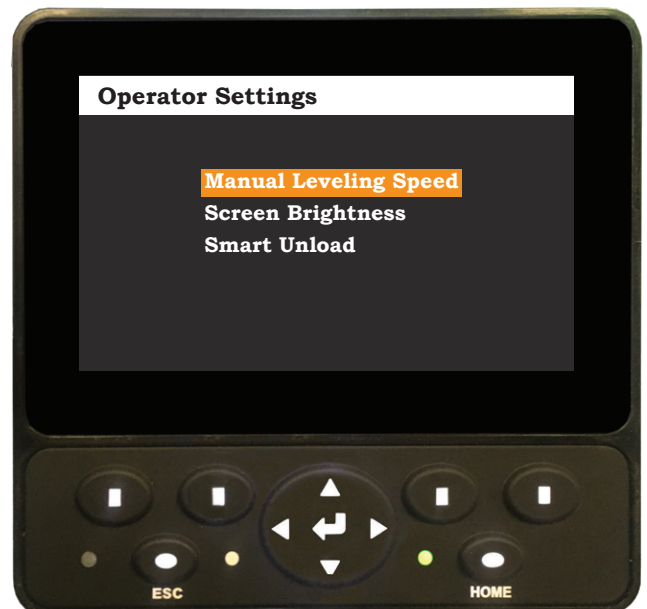 Operator Settings
Manual Leveling Speed
Screen Brightness
Smart Unload
ESC
HOME